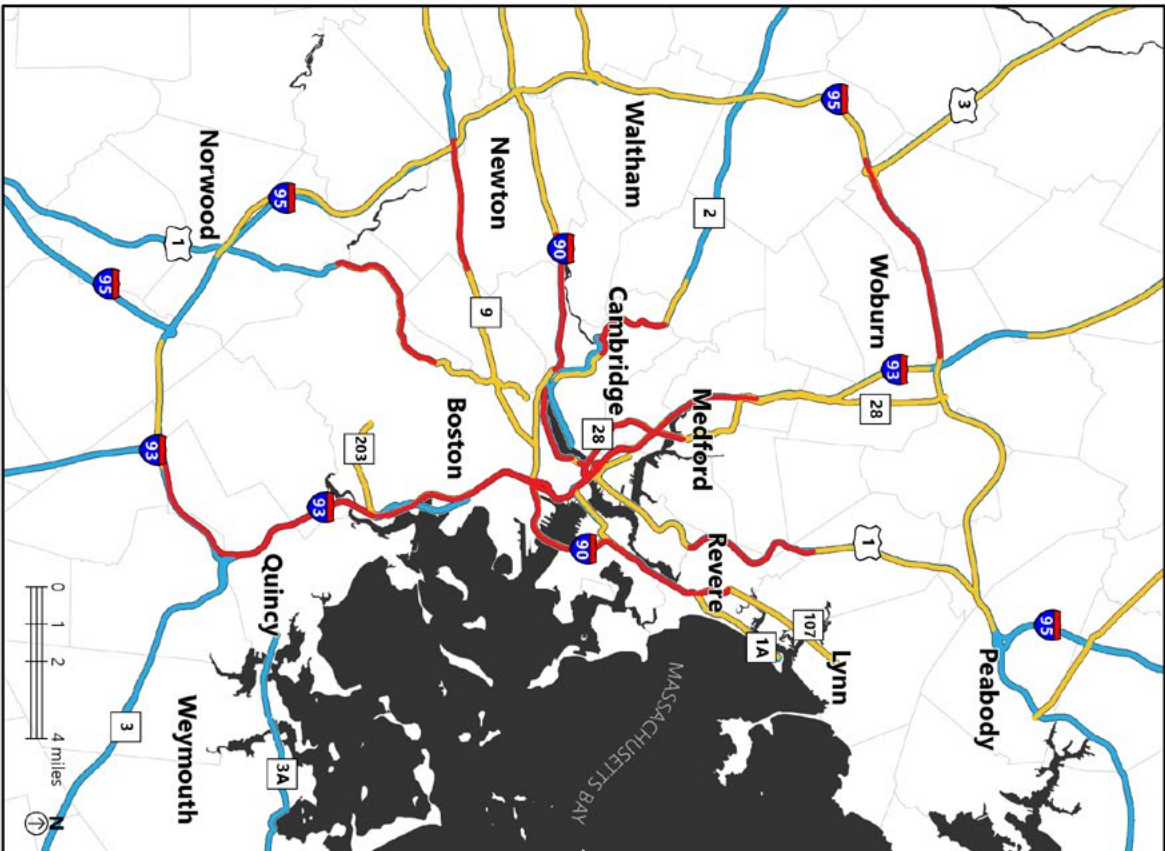 95
Peabody
3
93
Woburn
28
1
95
Lynn
107
1A
2
Revere
Medford
MASSACHUSETTS BAY
Waltham
Cambridge
28
90
90
Newton
9
Boston
203
93
95
3A
Quincy
Norwood
Weymouth
1
93
3
95
0 1 2 4 miles
N